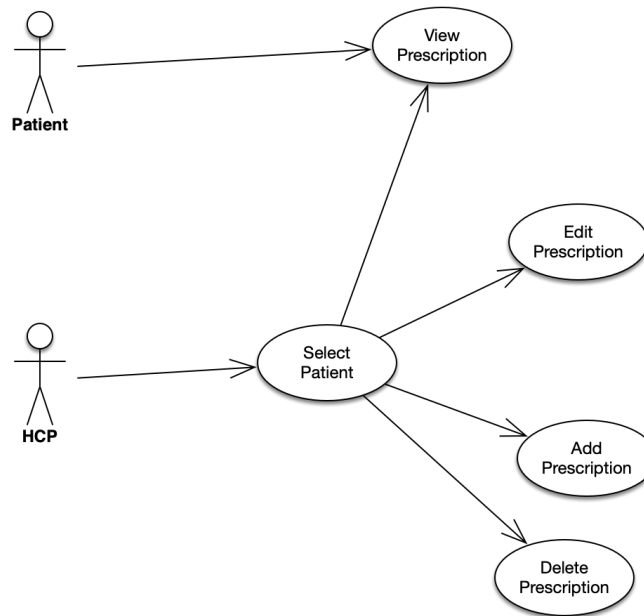 View
Prescription
Patient
Edit
Prescription
Select
Patient
HCP
Add
Prescription
Delete
Prescription